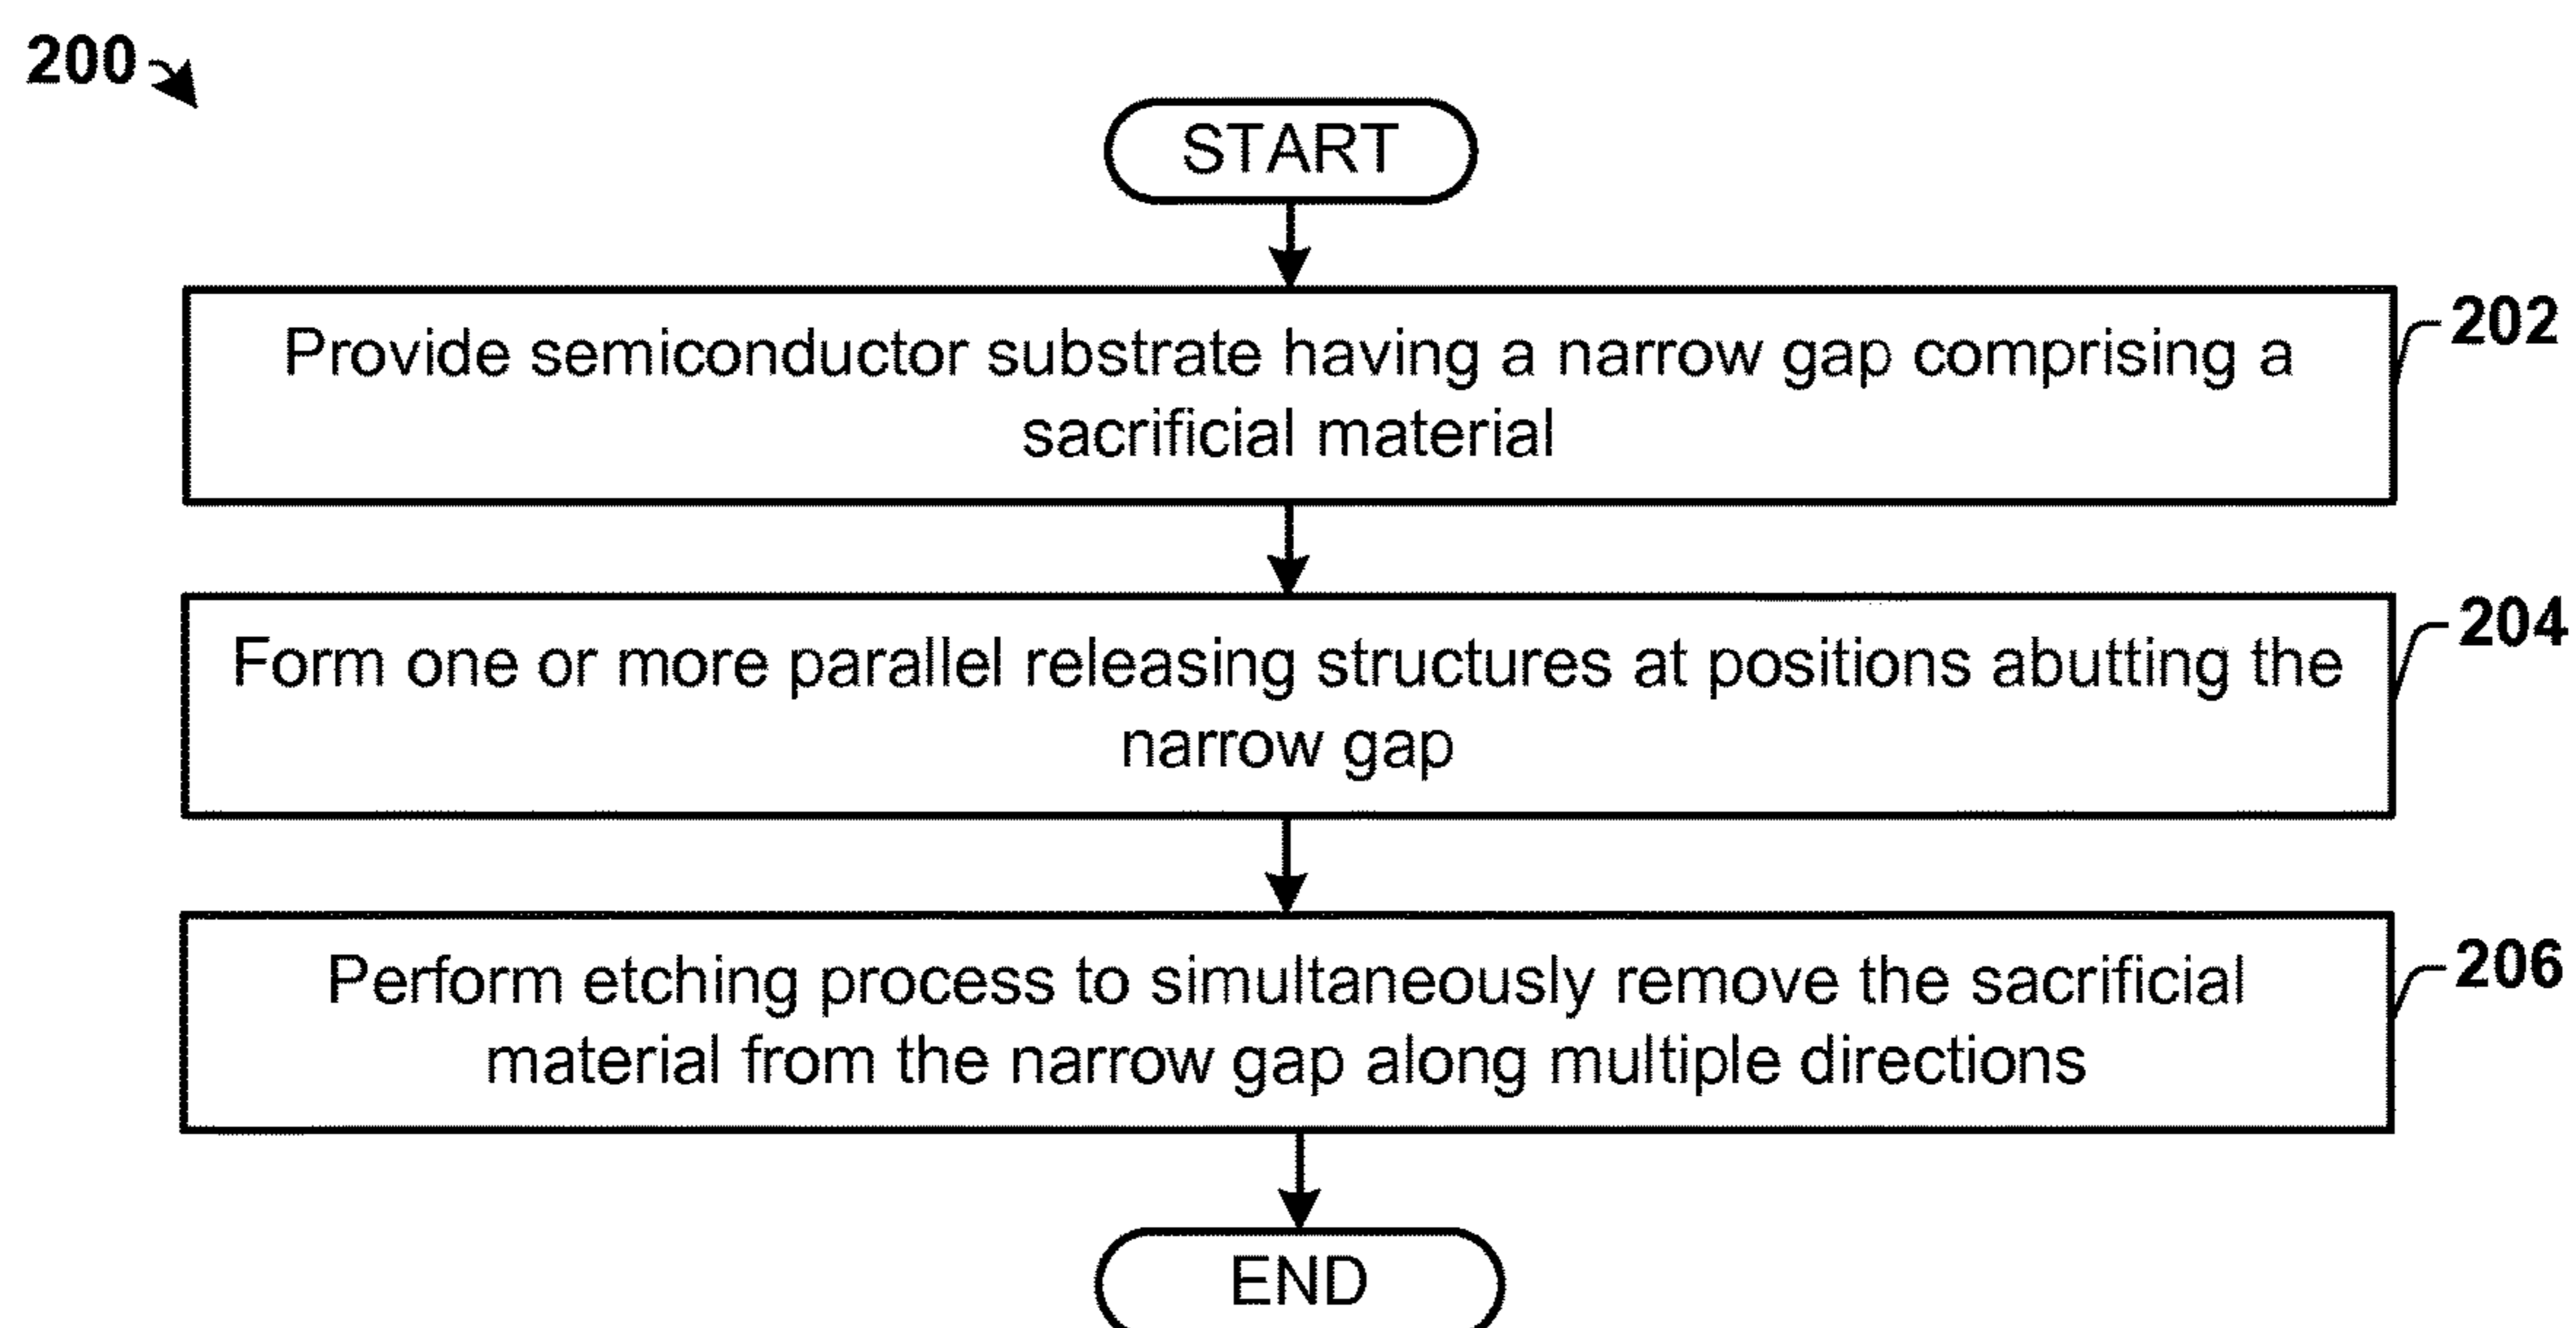 200
START
Provide semiconductor substrate having a narrow gap comprising a
sacrificial material
202
Form one or more parallel releasing structures at positions abutting the
narrow gap
204
Perform etching process to simultaneously remove the sacrificial
material from the narrow gap along multiple directions
206
END